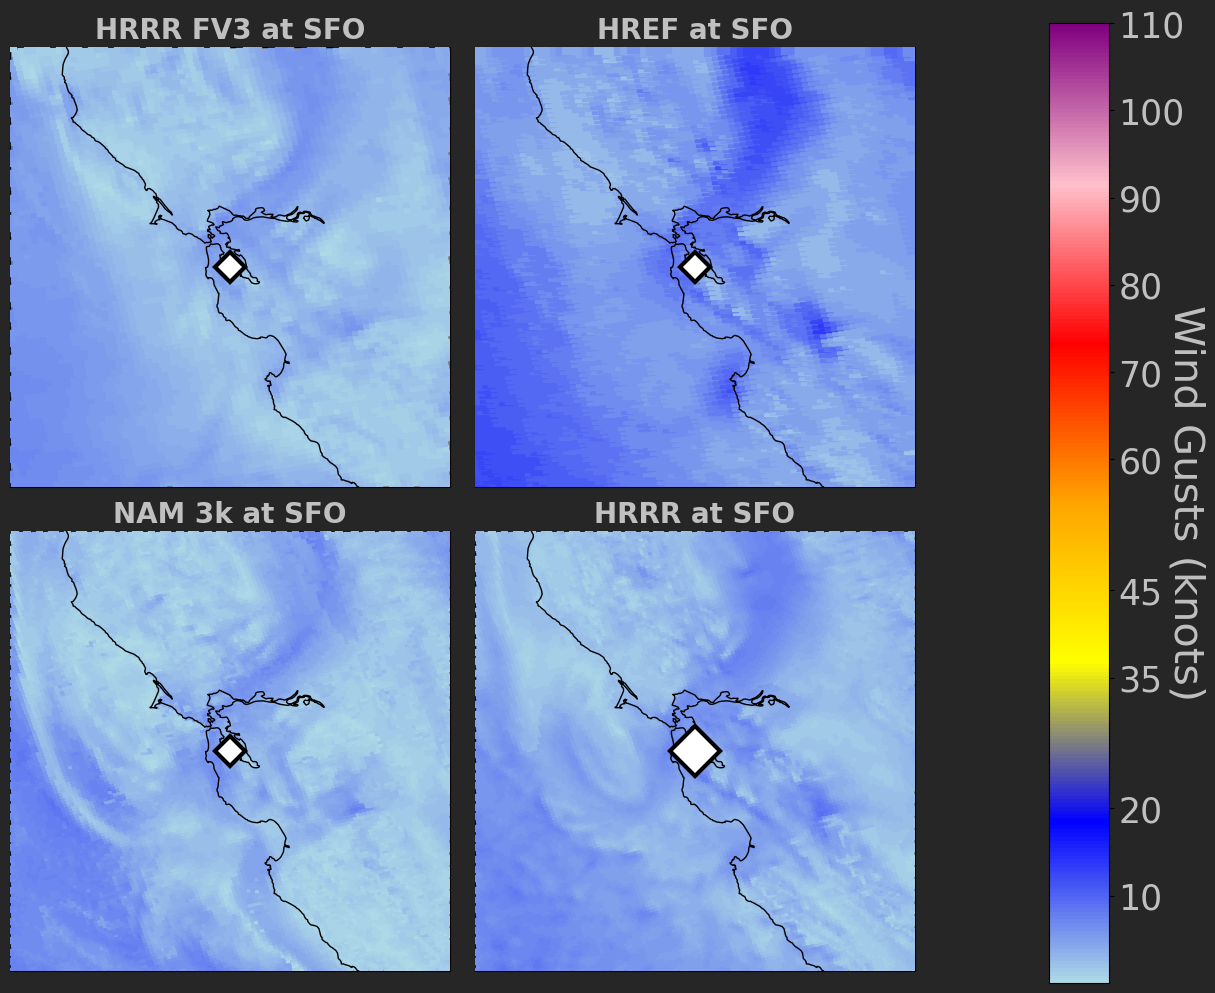 HRRR FV3 at SFO
HREF at SFO
NAM 3k at SFO
HRRR at SFO
110
100
90
80
70
60
45
35
20
10
Wind Gusts (knots)